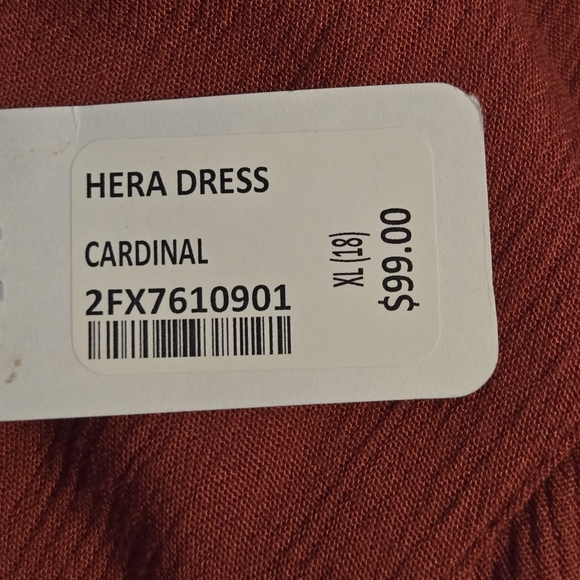 HERA DRESS
CARDINAL
2FX7610901
XL (18)
$99.00